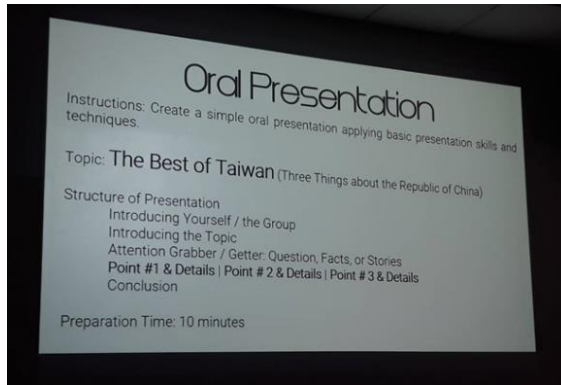 Oral Presentation
Instructions: Create a simple oral presentation applying basic presentation skills and
techniques.
Topic: The Best of Taiwan (Three Things about the Republic of China)
Structure of Presentation
Introducing Yourself / the Group
Introducing the Topic
Attention Grabber / Getter: Question, Facts, or Stories
Point #1 & Details | Point # 2 & Details | Point # 3 & Details
Conclusion
Preparation Time: 10 minutes